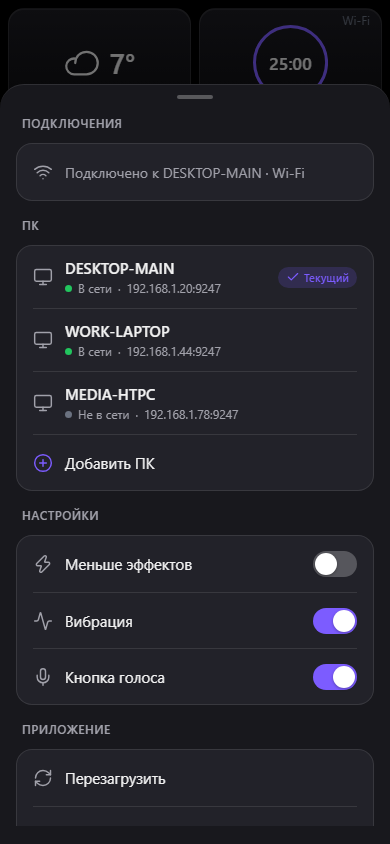 Wi-Fi
7°
25:00
ПОДКЛЮЧЕНИЯ
Подключено к DESKTOP-MAIN · Wi-Fi
ПК
DESKTOP-MAIN
В сети · 192.168.1.20:9247
Текущий
WORK-LAPTOP
В сети · 192.168.1.44:9247
MEDIA-HTPC
Не в сети · 192.168.1.78:9247
Добавить ПК
НАСТРОЙКИ
Меньше эффектов
Вибрация
Кнопка голоса
ПРИЛОЖЕНИЕ
Перезагрузить